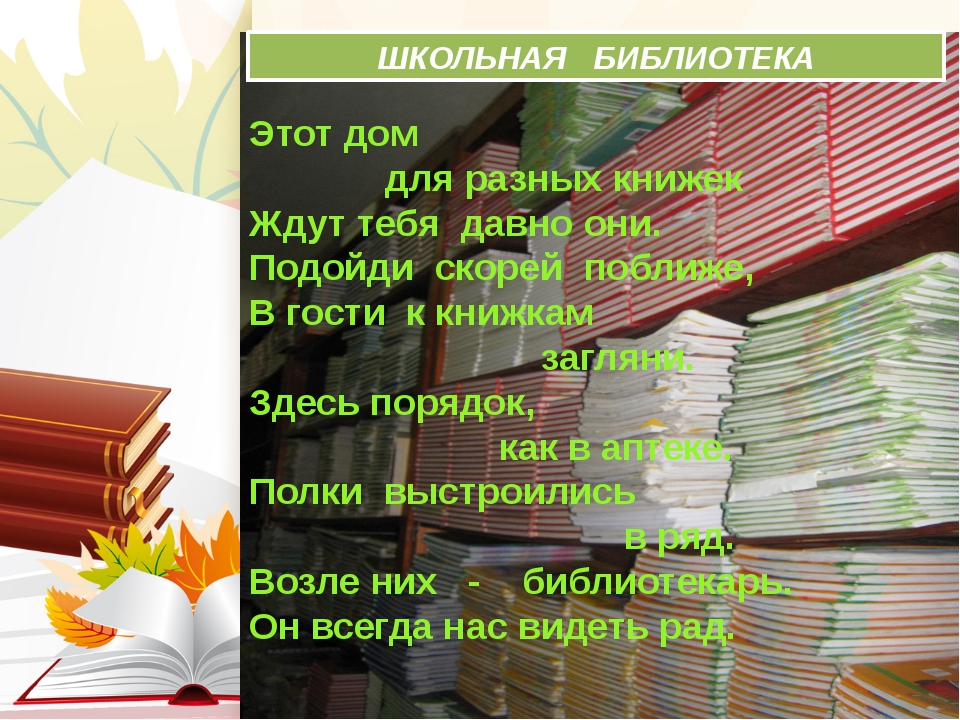 ШКОЛЬНАЯ БИБЛИОТЕКА
Этот дом
для разных книжек
Ждут тебя давно они.
Подойди скорей поближе,
В гости к книжкам
загляни.
Здесь порядок,
как в аптеке.
Полки выстроились
в ряд.
Возле них - библиотекарь.
Он всегда нас видеть рад.